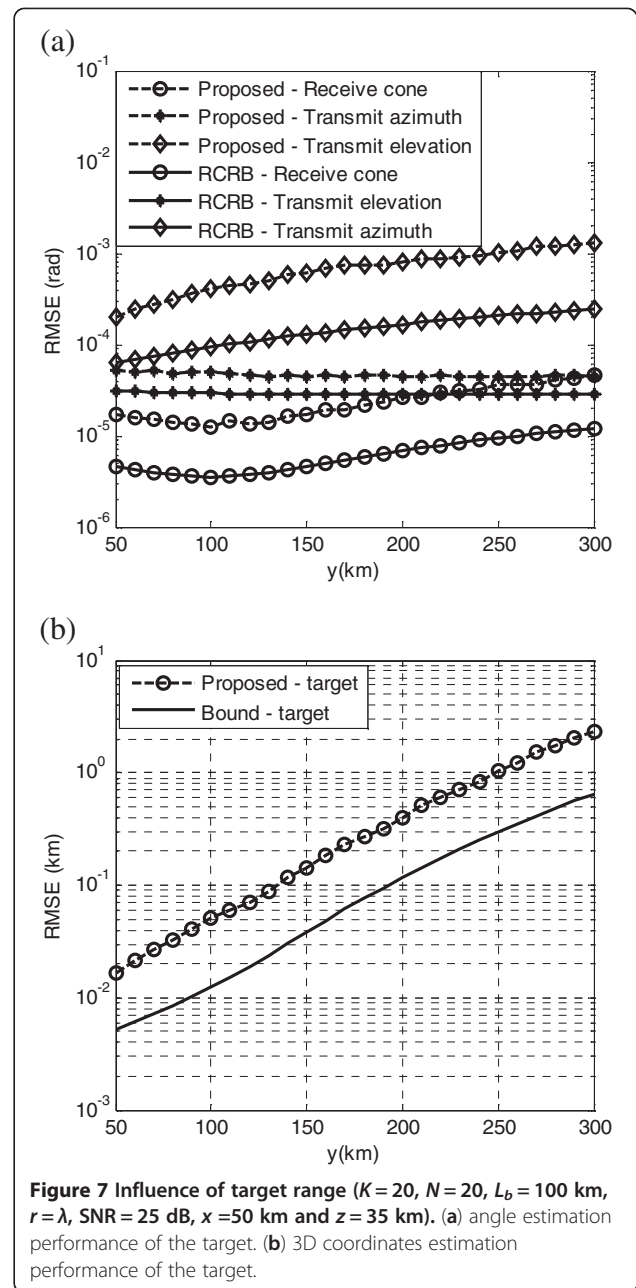 (a)
10^-1
Proposed - Receive cone
Proposed - Transmit azimuth
Proposed - Transmit elevation
RCRB - Receive cone
RCRB - Transmit elevation
RCRB - Transmit azimuth
10^-2
10^-3
10^-4
10^-5
10^-6
RMSE (rad)
50 100 150 200 250 300
y(km)
(b)
10^1
Proposed - target
Bound - target
10^0
10^-1
10^-2
10^-3
RMSE (km)
50 100 150 200 250 300
y(km)
Figure 7 Influence of target range (K = 20, N = 20, L_b = 100 km,
r = λ, SNR = 25 dB, x =50 km and z = 35 km). (a) angle estimation
performance of the target. (b) 3D coordinates estimation
performance of the target.